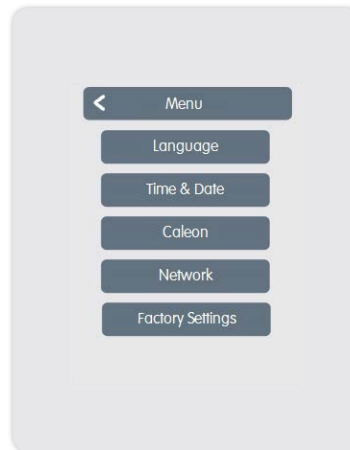 Menu
Language
Time & Date
Caleon
Network
Factory Settings